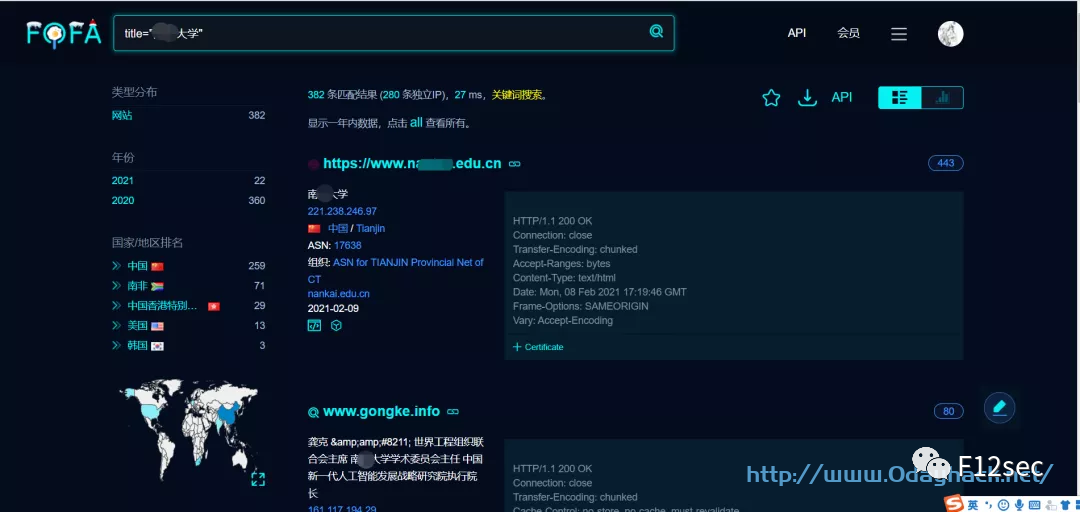 FOFA
title=" 大学"
API
会员
类型分布
网站 382
年份
2021 22
2020 360
国家/地区排名
中国 259
南非 71
中国香港特别... 29
美国 13
韩国 3
382 条匹配结果 (280 条独立IP)，27 ms，关键词搜索。
显示一年内数据，点击 all 查看所有。
API
https://www.na .edu.cn
443
南 大学
221.238.246.97
中国 / Tianjin
ASN: 17638
组织: ASN for TIANJIN Provincial Net of
CT
nankai.edu.cn
2021-02-09
HTTP/1.1 200 OK
Connection: close
Transfer-Encoding: chunked
Accept-Ranges: bytes
Content-Type: text/html
Date: Mon, 08 Feb 2021 17:19:46 GMT
Frame-Options: SAMEORIGIN
Vary: Accept-Encoding
Certificate
www.gongke.info
80
龚克 &amp;amp;#8211; 世界工程组织联
合会主席 南 大学学术委员会主任 中国
新一代人工智能发展战略研究院执行院
长
161.117.194.29
HTTP/1.1 200 OK
Connection: close
Transfer-Encoding: chunked
Cache Control: no-store, no-cache, must-revalidate
F12sec
http://www.0daynach.net/
英